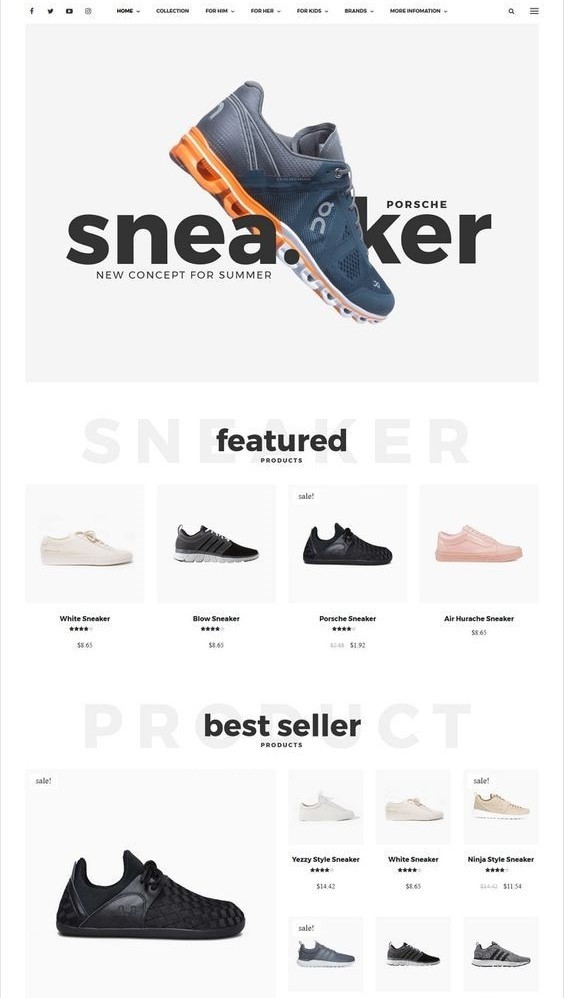 HOME COLLECTION FOR HIM FOR HER FOR KIDS BRANDS MORE INFOMATION
PORSCHE
snea.ker
NEW CONCEPT FOR SUMMER
SNEAKER
featured
PRODUCTS
sale!
White Sneaker Blow Sneaker Porsche Sneaker Air Hurache Sneaker
$8.65 $8.65 $1.92 $8.65
PRODUCT
best seller
PRODUCTS
sale! sale!
Yezzy Style Sneaker White Sneaker Ninja Style Sneaker
$14.42 $8.65 $14.42 $11.54
sale!